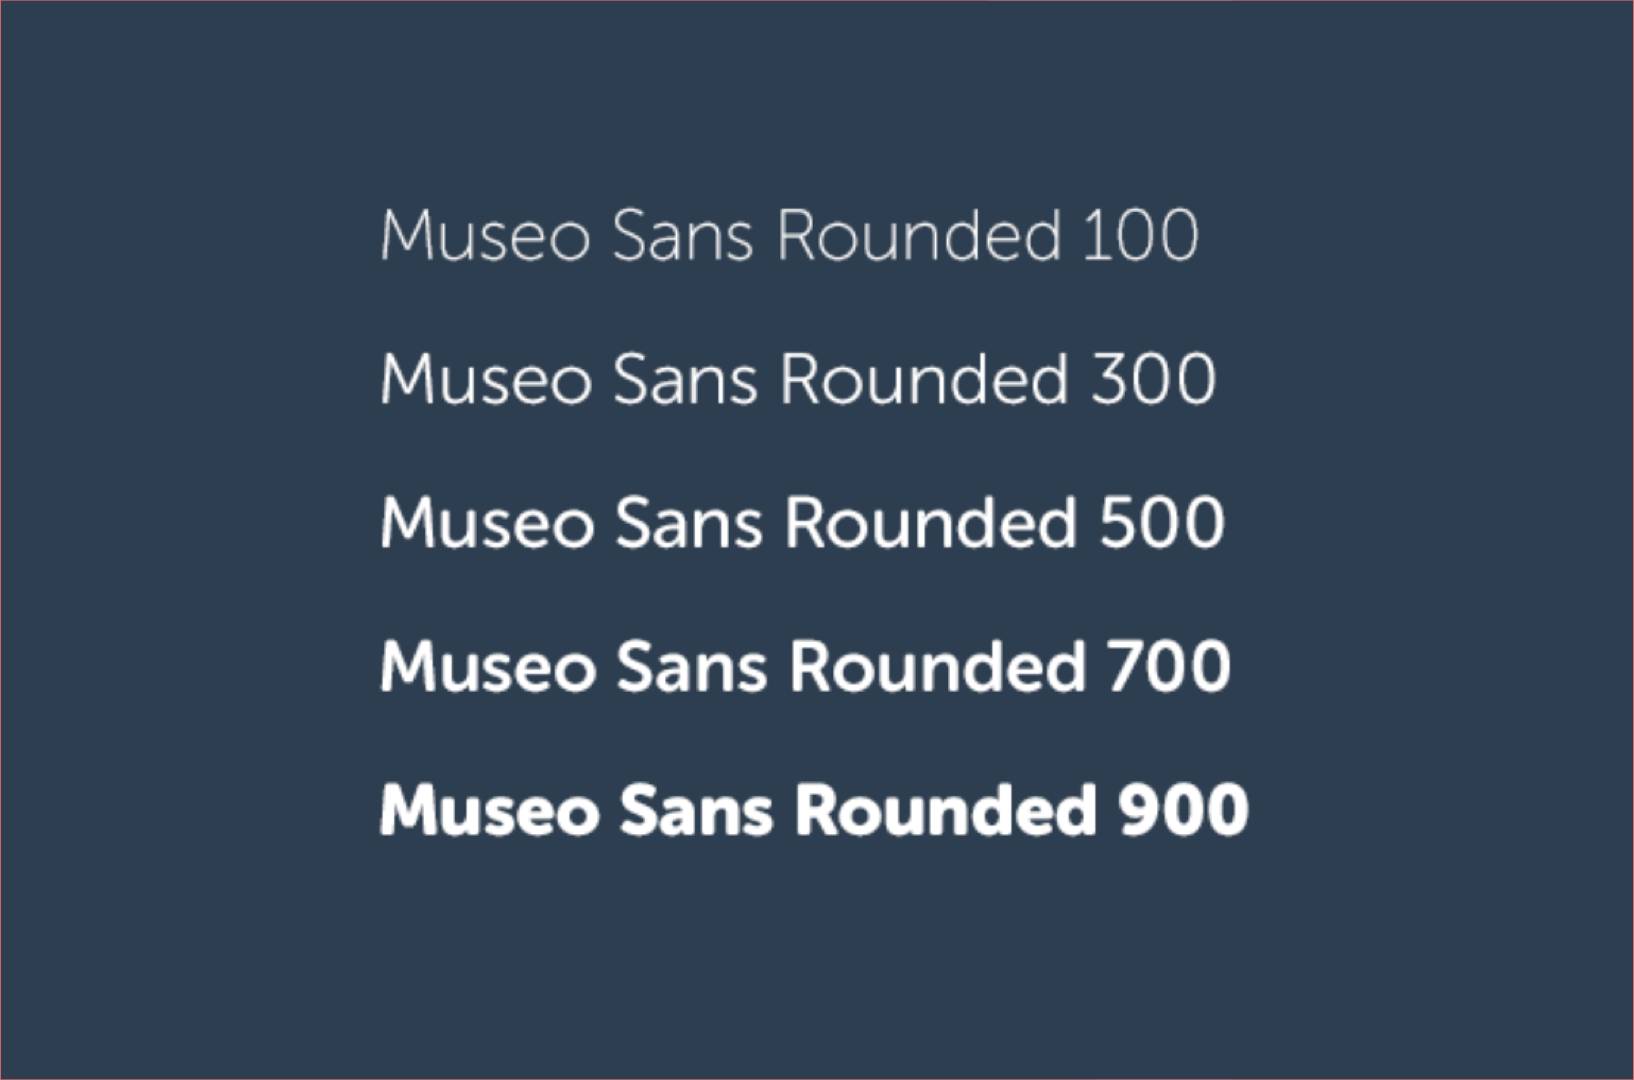 Museo Sans Rounded 100
Museo Sans Rounded 300
Museo Sans Rounded 500
Museo Sans Rounded 700
Museo Sans Rounded 900